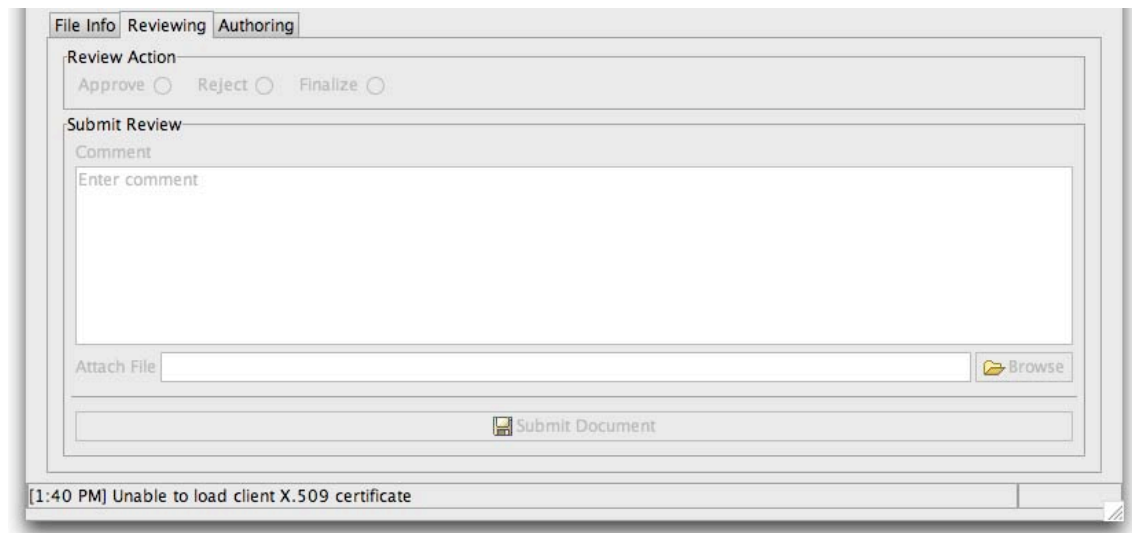 File Info Reviewing Authoring
Review Action
Approve Reject Finalize
Submit Review
Comment
Enter comment
Attach File Browse
Submit Document
[1:40 PM] Unable to load client X.509 certificate